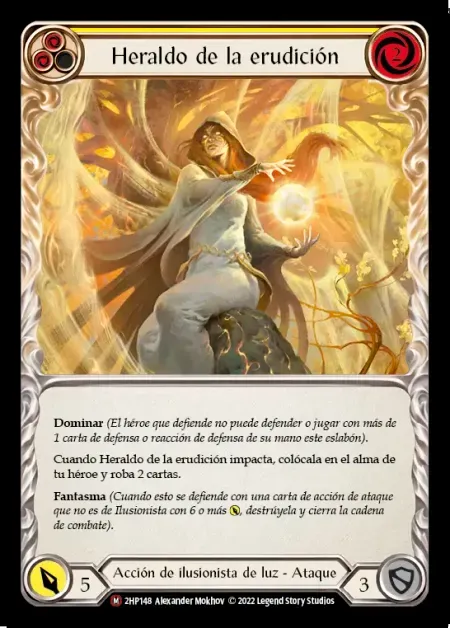 Heraldo de la erudición
2
Dominar (El héroe que defiende no puede defender o jugar con más de
1 carta de defensa o reacción de defensa de su mano este eslabón).
Cuando Heraldo de la erudición impacta, colócala en el alma de
tu héroe y roba 2 cartas.
Fantasma (Cuando esto se defiende con una carta de acción de ataque
que no es de Ilusionista con 6 o más , destrúyela y cierra la cadena
de combate).
5
Acción de ilusionista de luz - Ataque
3
M 2HP148 Alexander Mokhov © 2022 Legend Story Studios